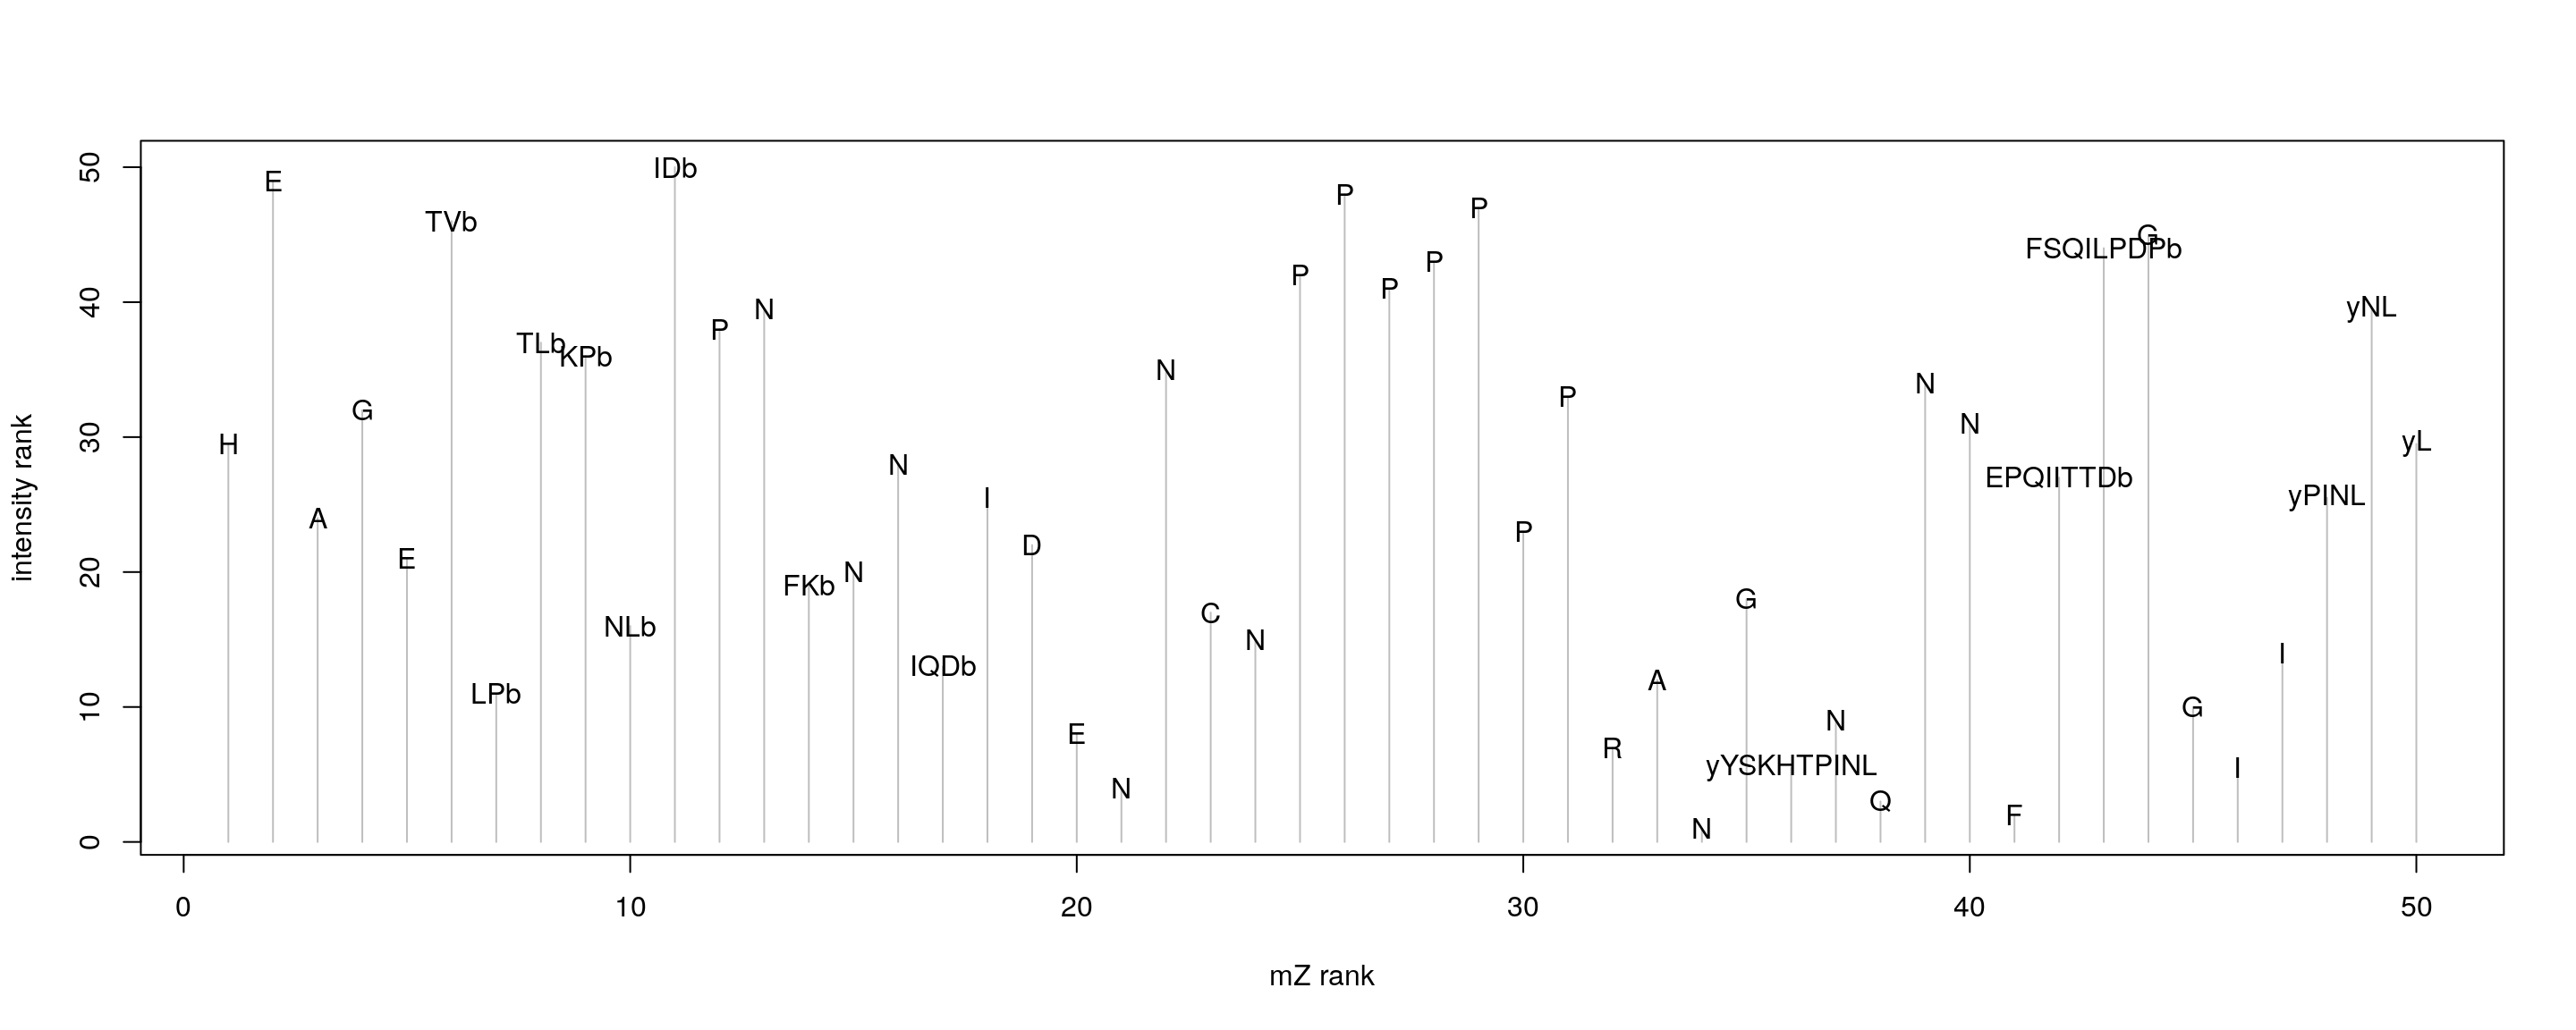 IDb
E
P
P
TVb
G
FSQILPDPb
P
P
P
N
yNL
P
TLb
KPb
N
N
P
G
N
H
yL
N
EPQIITTDb
I
yPINL
A
P
D
E
N
FKb
G
C
NLb
N
I
IQDb
A
LPb
G
N
R
E
yYSKHTPINL
I
N
Q
F
N
0
10
20
30
40
50
0
10
20
30
40
50
mZ rank
intensity rank